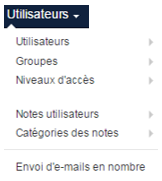 Utilisateurs
Utilisateurs
Groupes
Niveaux d'accès
Notes utilisateurs
Catégories des notes
Envoi d'e-mails en nombre